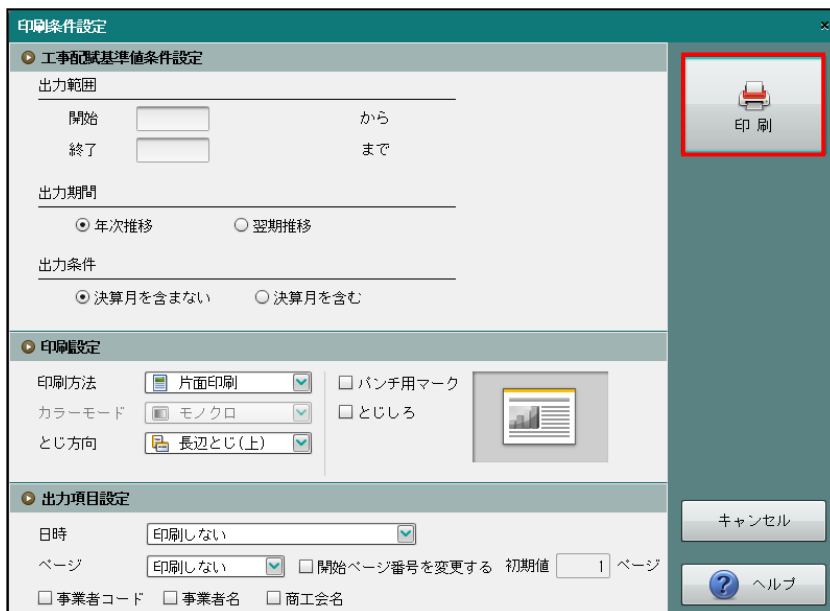 印刷条件設定 ×
工事配賦基準値条件設定
出力範囲
開始 から
終了 まで
出力期間
年次推移 翌期推移
出力条件
決算月を含まない 決算月を含む
印刷設定
印刷方法 片面印刷 パンチ用マーク
カラーモード モノクロ とじしろ
とじ方向 長辺とじ(上)
出力項目設定
日時 印刷しない
ページ 印刷しない 開始ページ番号を変更する 初期値 1 ページ
事業者コード 事業者名 商工会名
印刷
キャンセル
ヘルプ